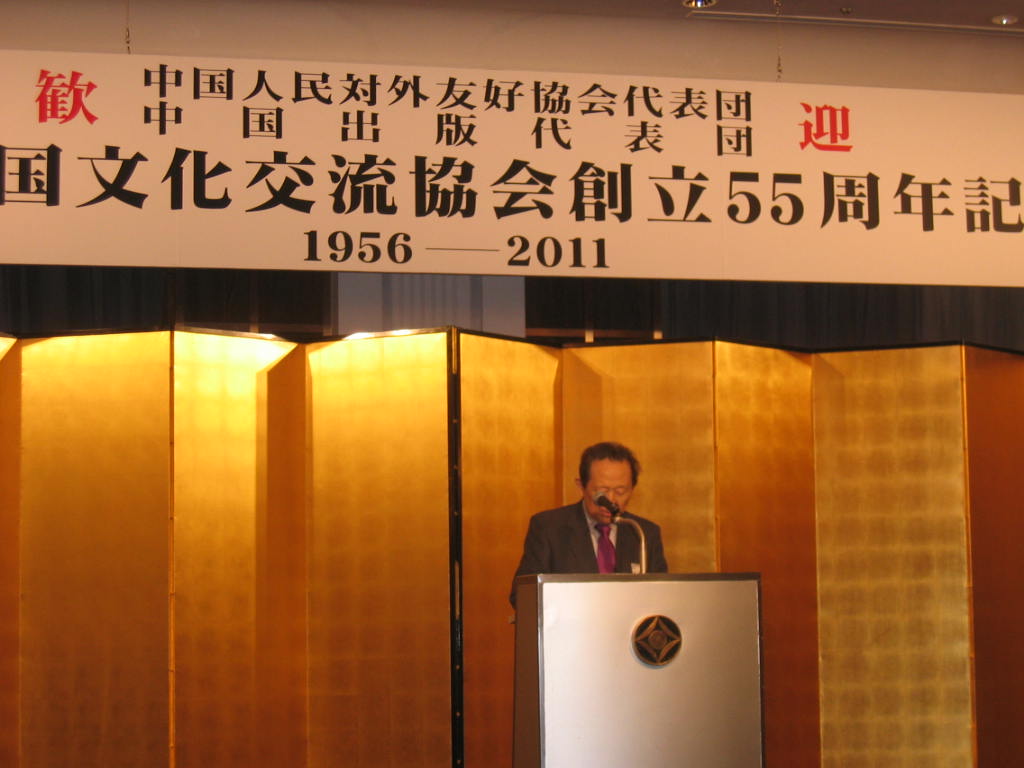 歓 中国人民対外友好協会代表団 迎
中国出版代表団
国文化交流協会創立55周年記
1956 — 2011